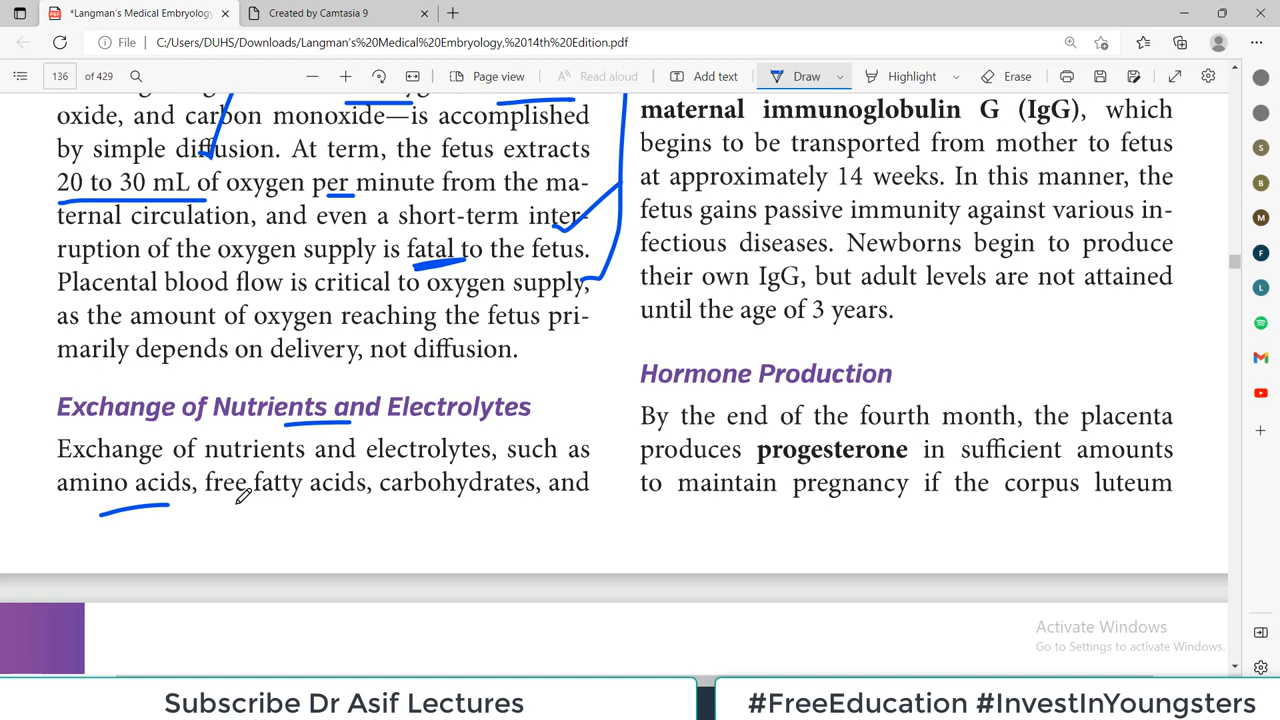 *Langman's Medical Embryology
Created by Camtasia 9
File
C:/Users/DUHS/Downloads/Langman's%20Medical%20Embryology,%2014th%20Edition.pdf
136 of 429
Page view
Read aloud
Add text
Draw
Highlight
Erase
oxide, and carbon monoxide—is accomplished
by simple diffusion. At term, the fetus extracts
20 to 30 mL of oxygen per minute from the ma-
ternal circulation, and even a short-term inter-
ruption of the oxygen supply is fatal to the fetus.
Placental blood flow is critical to oxygen supply,
as the amount of oxygen reaching the fetus pri-
marily depends on delivery, not diffusion.
Exchange of Nutrients and Electrolytes
Exchange of nutrients and electrolytes, such as
amino acids, free fatty acids, carbohydrates, and
maternal immunoglobulin G (IgG), which
begins to be transported from mother to fetus
at approximately 14 weeks. In this manner, the
fetus gains passive immunity against various in-
fectious diseases. Newborns begin to produce
their own IgG, but adult levels are not attained
until the age of 3 years.
Hormone Production
By the end of the fourth month, the placenta
produces progesterone in sufficient amounts
to maintain pregnancy if the corpus luteum
S
B
M
F
L
Activate Windows
Go to Settings to activate Windows.
Subscribe Dr Asif Lectures
#FreeEducation #InvestInYoungsters